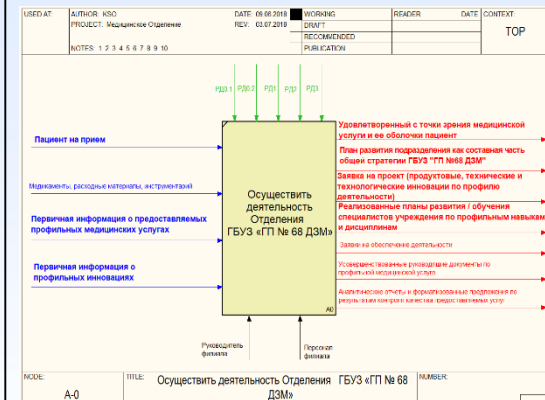 USED AT:
AUTHOR: KSO
DATE: 09.06.2018
WORKING
READER
DATE
CONTEXT:
PROJECT: Медицинское Отделение
REV: 03.07.2018
DRAFT
TOP
RECOMMENDED
NOTES: 1 2 3 4 5 6 7 8 9 10
PUBLICATION
РД0.1
РД0.2
РД1
РД2
РД3
Пациент на прием
Медикаменты, расходные материалы, инструментарий
Первичная информация о предоставляемых
профильных медицинских услугах
Первичная информация о
профильных инновациях
Осуществить
деятельность
Отделения
ГБУЗ «ГП № 68 ДЗМ»
A0
Удовлетворенный с точки зрения медицинской
услуги и ее оболочки пациент
План развития подразделения как составная часть
общей стратегии ГБУЗ "ГП №68 ДЗМ"
Заявка на проект (продуктовые, технические и
технологические инновации по профилю
деятельности)
Реализованные планы развития / обучения
специалистов учреждения по профильным навыкам
и дисциплинам
Заявки на обеспечение деятельности
Усовершенствованные руководящие документы по
профильной медицинской услуге
Аналитические отчеты и формализованные предложения по
результатам контроля качества предоставляемых услуг
Руководитель
филиала
Персонал
филиала
NODE:
TITLE:
Осуществить деятельность Отделения ГБУЗ «ГП № 68
ДЗМ»
NUMBER:
A-0